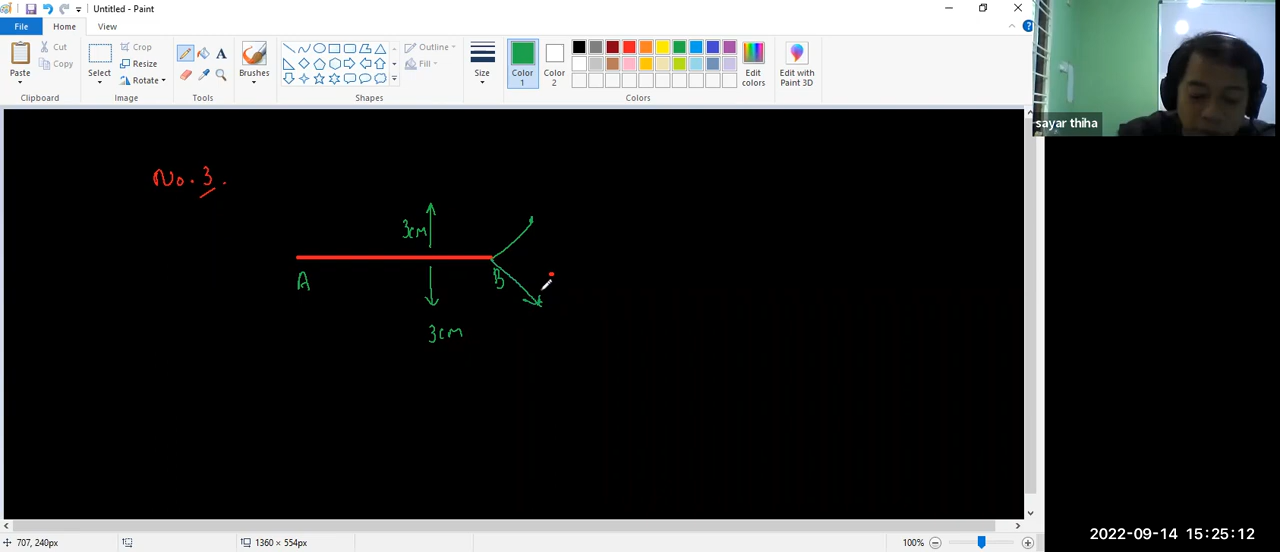 Untitled - Paint
File
Home
View
Paste
Cut
Copy
Clipboard
Select
Crop
Resize
Rotate
Image
A
Tools
Brushes
Outline
Fill
Shapes
Size
Color
1
Color
2
Edit
colors
Colors
Edit with
Paint 3D
sayar thiha
No. 3.
3cm
A
B
3cm
707, 240px
1360 × 554px
100%
2022-09-14 15:25:12